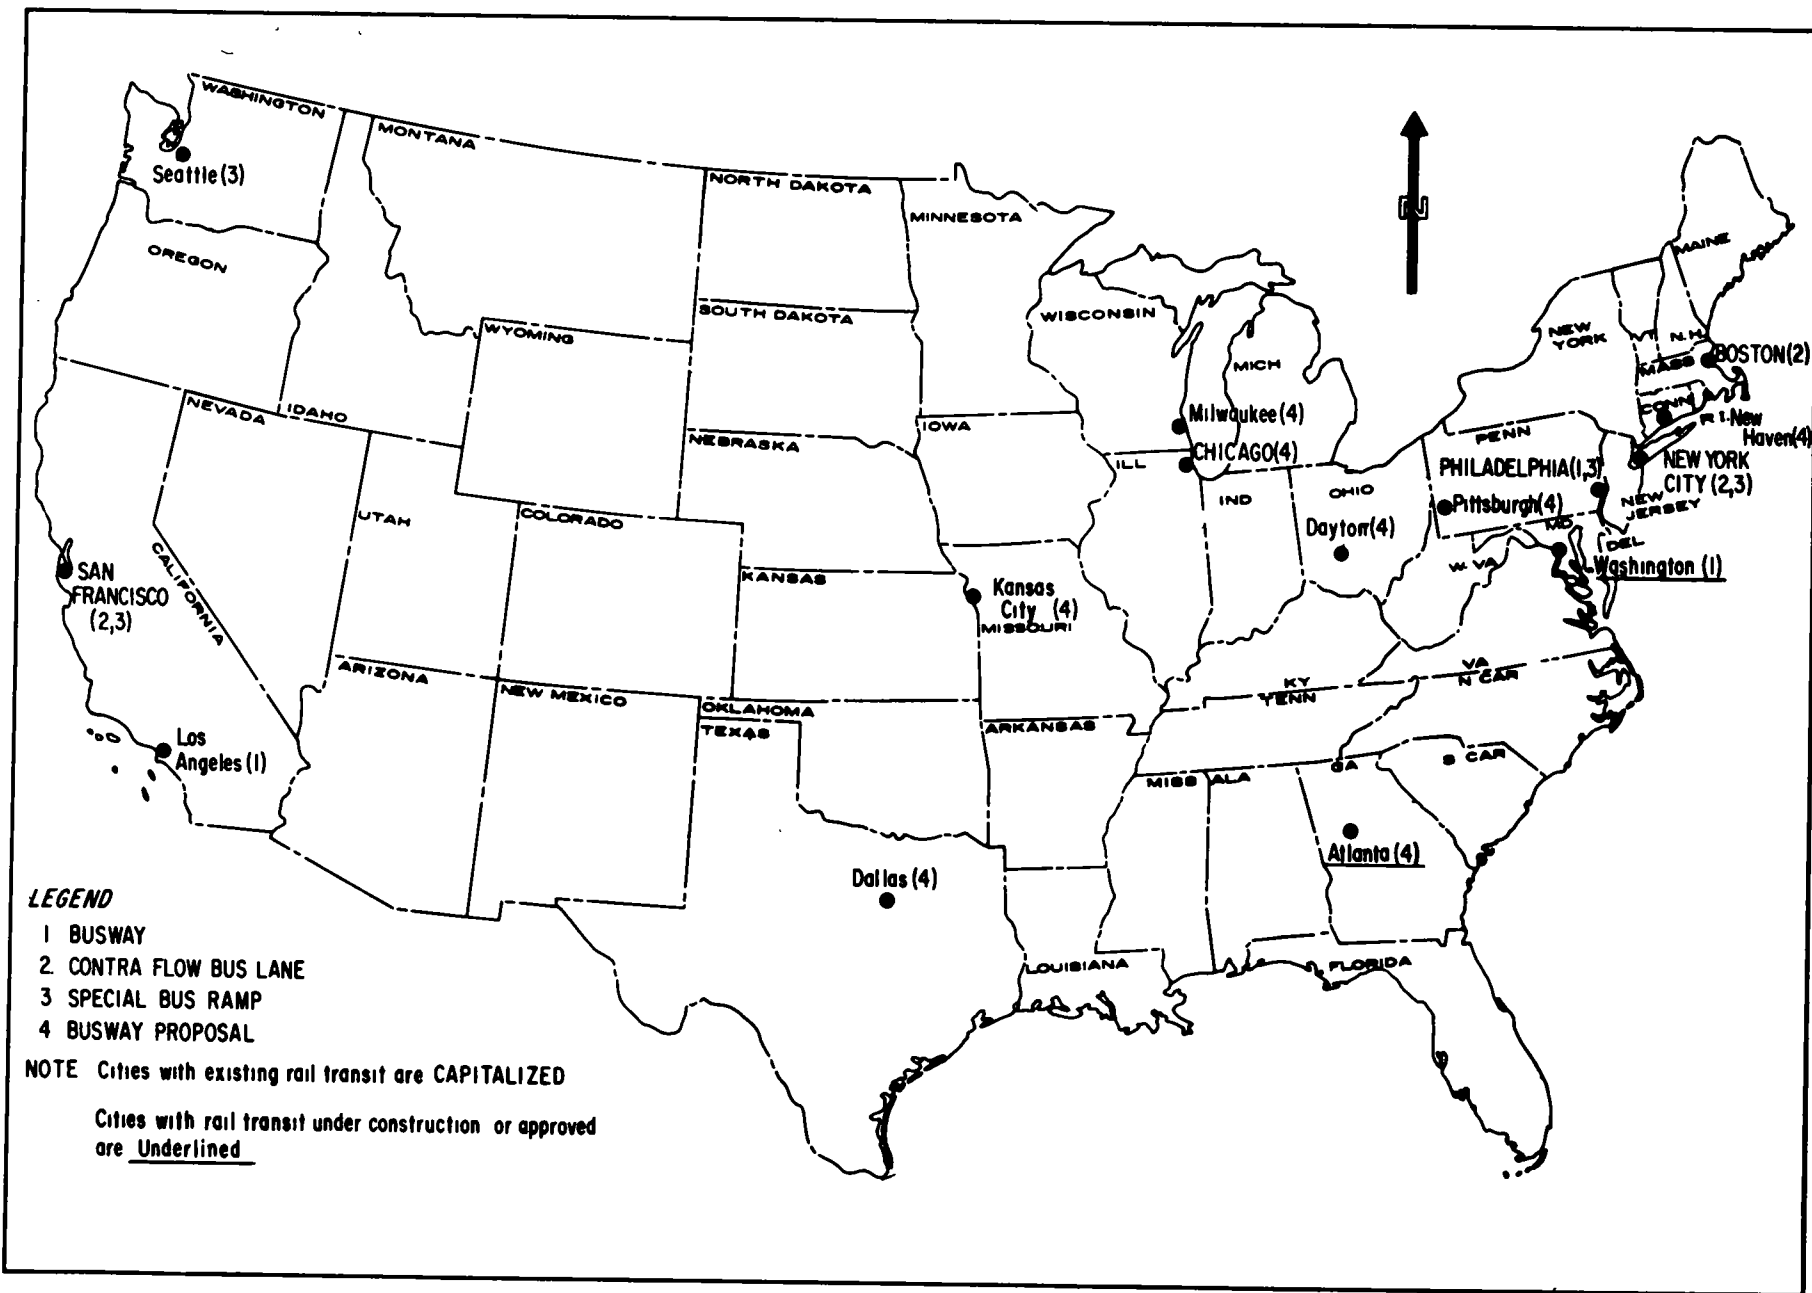 WASHINGTON
MONTANA
Seattle (3)
NORTH DAKOTA
MINNESOTA
N
OREGON
MAINE
SOUTH DAKOTA
WISCONSIN
WYOMING
NEW
YORK
VT
N. H.
BOSTON (2)
MASS
MICH
NEVADA
IDAHO
Milwaukee (4)
CONN
R I.
New
Haven (4)
IOWA
NEBRASKA
PENN
CHICAGO (4)
ILL
PHILADELPHIA (1,3)
NEW YORK
CITY (2,3)
IND
OHIO
Pittsburgh (4)
NEW
JERSEY
UTAH
COLORADO
Dayton (4)
MD
DEL
CALIFORNIA
SAN
FRANCISCO
(2,3)
KANSAS
W. VA
Washington (1)
Kansas
City (4)
MISSOURI
ARIZONA
NEW MEXICO
OKLAHOMA
TEXAS
KY
TENN
VA
N CAR
ARKANSAS
Los
Angeles (1)
MISS
ALA
GA
S CAR
Atlanta (4)
Dallas (4)
LOUISIANA
FLORIDA
LEGEND
1 BUSWAY
2. CONTRA FLOW BUS LANE
3 SPECIAL BUS RAMP
4 BUSWAY PROPOSAL
NOTE Cities with existing rail transit are CAPITALIZED
Cities with rail transit under construction or approved
are Underlined